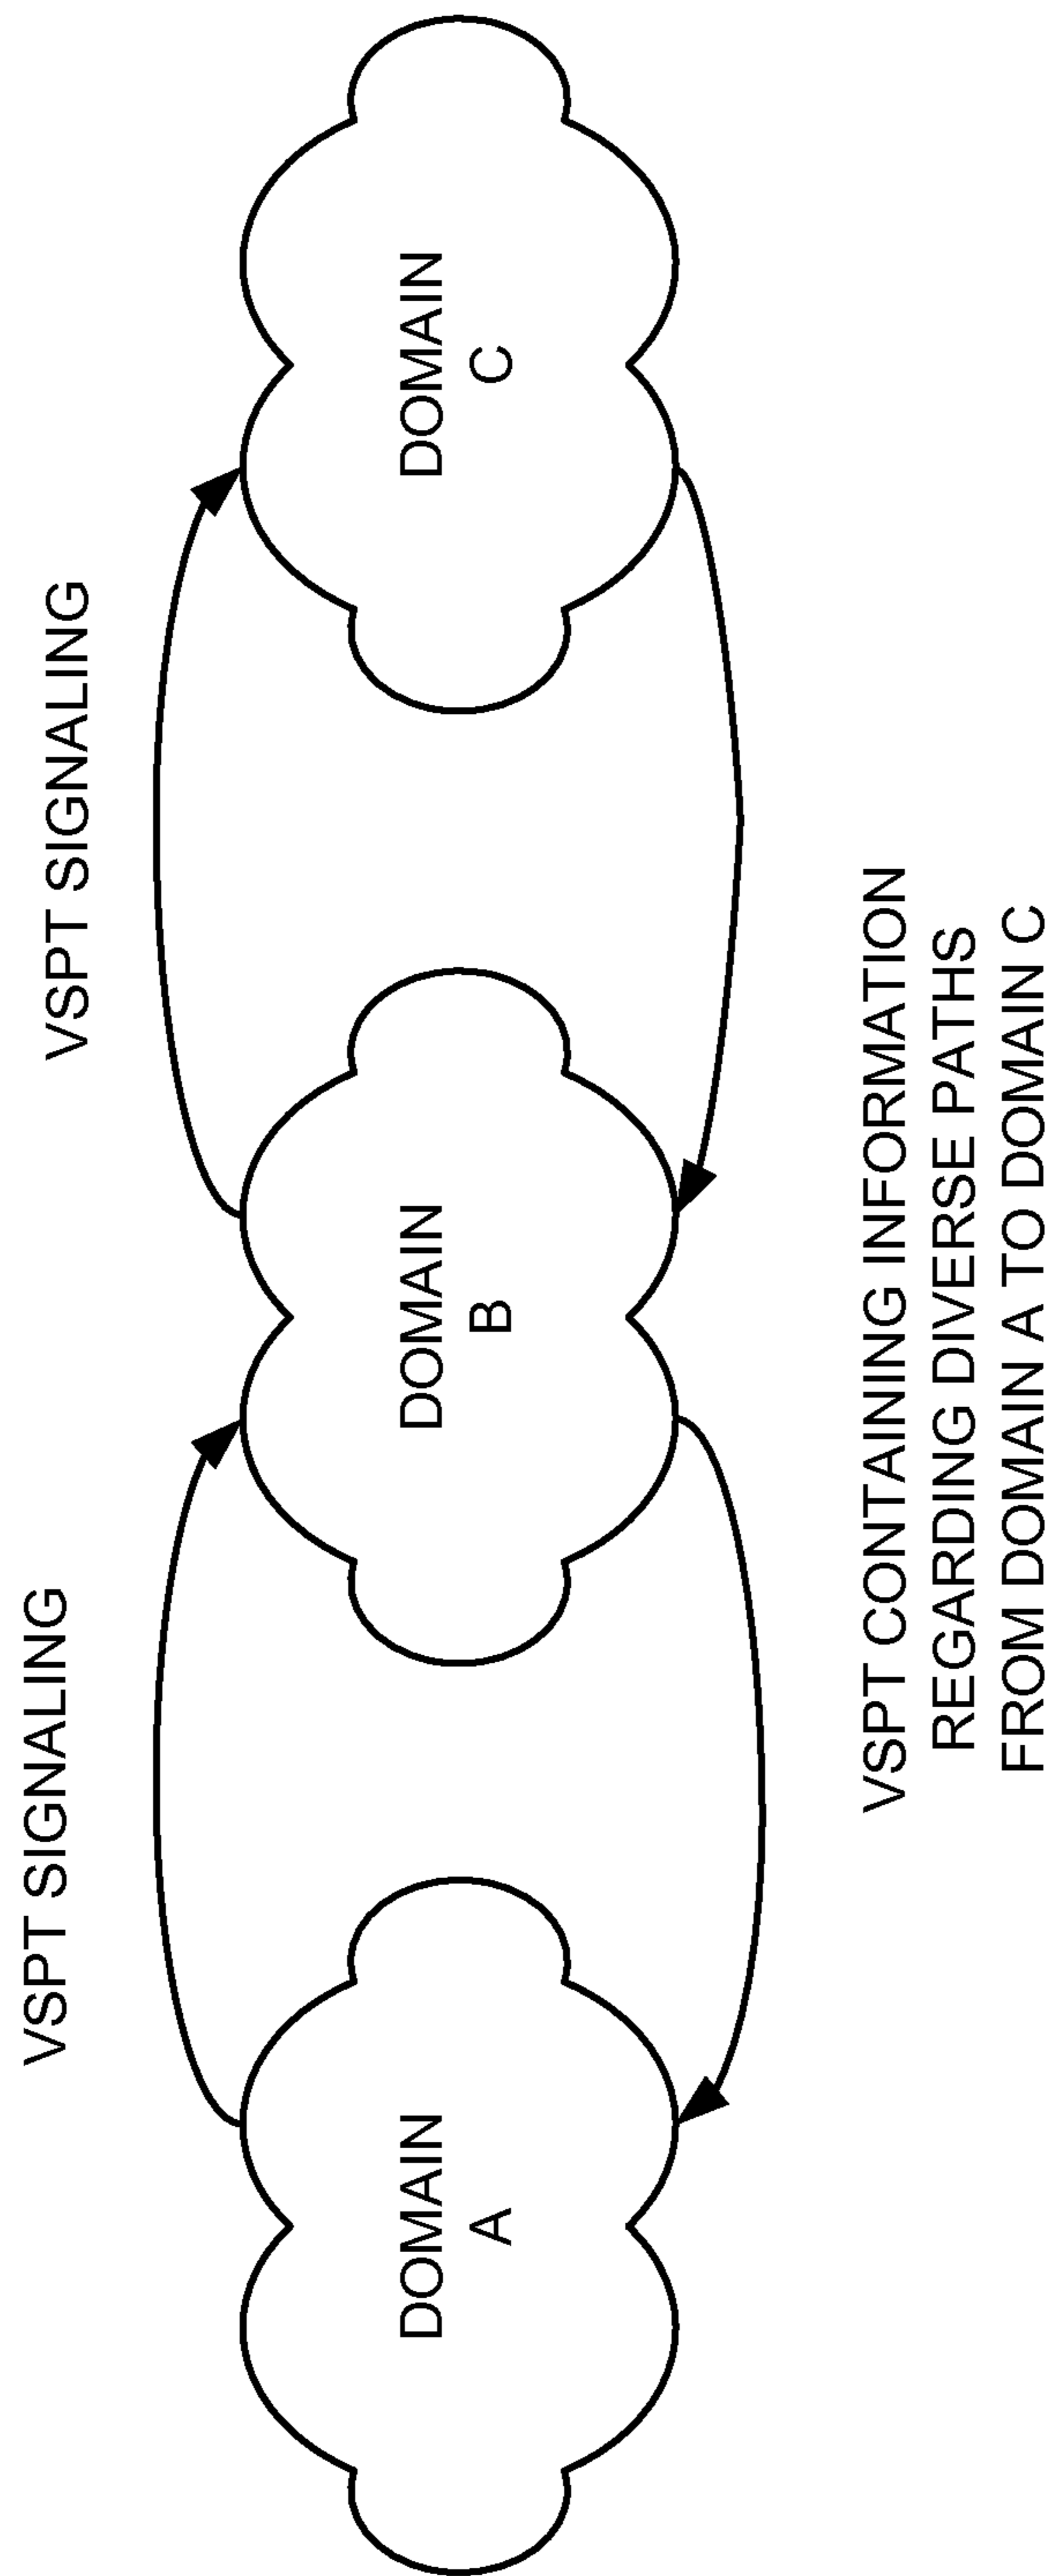 VSPT SIGNALING
VSPT SIGNALING
DOMAIN
A
DOMAIN
B
DOMAIN
C
VSPT CONTAINING INFORMATION
REGARDING DIVERSE PATHS
FROM DOMAIN A TO DOMAIN C